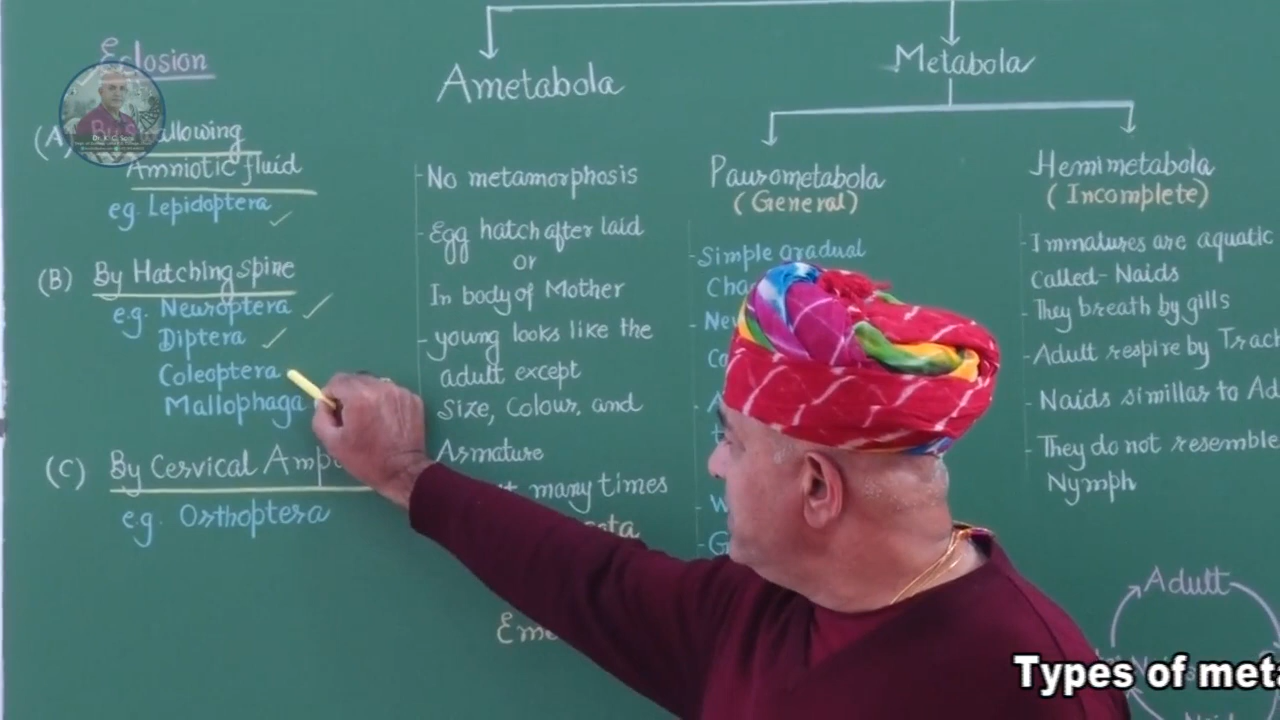 Eclosion
(A) By Swallowing
Amniotic fluid
eg. Lepidoptera
(B) By Hatching spine
e.g. Neuroptera
Diptera
Coleoptera
Mallophaga
(C) By Cervical
e.g. Orthoptera
Ametabola
- No metamorphosis
- Egg hatch after laid
or
In body of Mother
- young looks like the
adult except
Size, Colour, and
Armature
many times
Metabola
Paurometabola
(General)
- Simple gradual
Hemimetabola
(Incomplete)
- Immatures are aquatic
Called - Naids
- They breath by gills
- Adult respire by
- Naids simillar to
- They do not resemble
Nymph
Adult
Types of